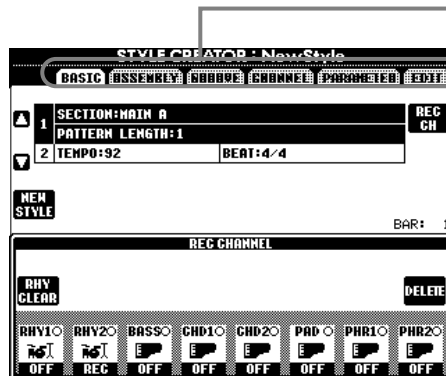 STYLE CREATOR : NewStyle
BASIC ASSEMBLY GROOVE CHANNEL PARAMETER EDIT
1 SECTION:MAIN A
PATTERN LENGTH:1
REC CH
2 TEMPO:92 BEAT:4/4
NEW STYLE
BAR: 1
REC CHANNEL
RHY CLEAR
DELETE
RHY1 RHY2 BASS CHD1 CHD2 PAD PHR1 PHR2
OFF REC OFF OFF OFF OFF OFF OFF